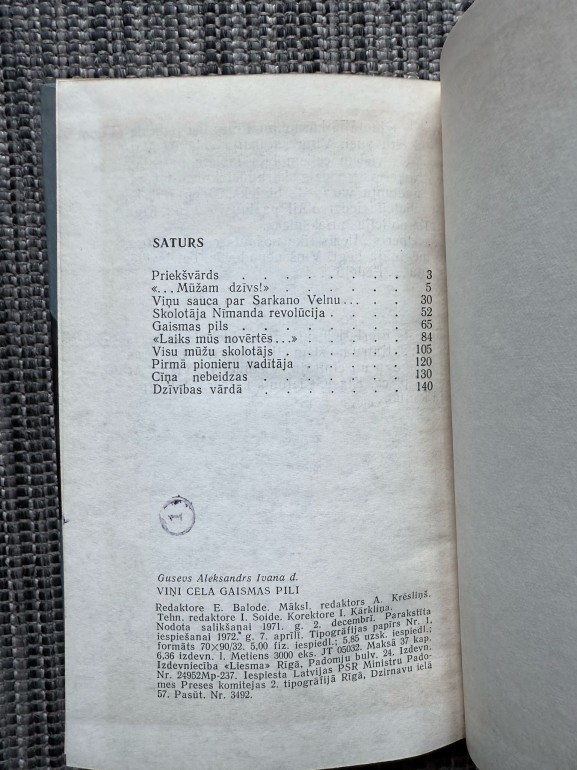 SATURS
Priekšvārds . . . . . . . . 3
«...Mūžam dzīvs!» . . . . . . 5
Viņu sauca par Sarkano Velnu... . . 30
Skolotāja Nīmanda revolūcija . . . . 52
Gaismas pils . . . . . . . . 65
«Laiks mūs novērtēs...» . . . . . 84
Visu mūžu skolotājs . . . . . . 105
Pirmā pionieru vadītāja . . . . . 120
Cīņa nebeidzas . . . . . . . 130
Dzīvības vārdā . . . . . . . 140
Gusevs Aleksandrs Ivana d.
VIŅI CĒLA GAISMAS PILI
Redaktore E. Balode. Māksl. redaktors A. Krēsliņš.
Tehn. redaktore I. Soide. Korektore I. Kārkliņa.
Nodota salikšanai 1971. g. 2. decembrī. Parakstīta
iespiešanai 1972. g. 7. aprīlī. Tipogrāfijas papīrs Nr. 1,
formāts 70×90/32. 5,00 fiz. iespiedl.; 5,85 uzsk. iespiedl.;
6,36 izdevn. l. Metiens 3000 eks. JT 05032. Maksā 37 kap.
Izdevniecība «Liesma» Rīgā, Padomju bulv. 24. Izdevn.
Nr. 24952Mp-237. Iespiesta Latvijas PSR Ministru Pado-
mes Preses komitejas 2. tipogrāfijā Rīgā, Dzirnavu ielā
57. Pasūt. Nr. 3492.